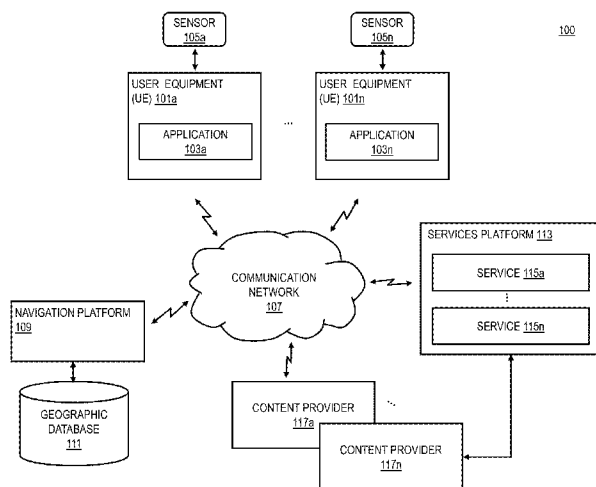 SENSOR
105a
SENSOR
105n
100
USER EQUIPMENT
(UE) 101a
APPLICATION
103a
...
USER EQUIPMENT
(UE) 101n
APPLICATION
103n
COMMUNICATION
NETWORK
107
SERVICES PLATFORM 113
SERVICE 115a
...
SERVICE 115n
NAVIGATION PLATFORM
109
GEOGRAPHIC
DATABASE
111
CONTENT PROVIDER
117a
...
CONTENT PROVIDER
117n